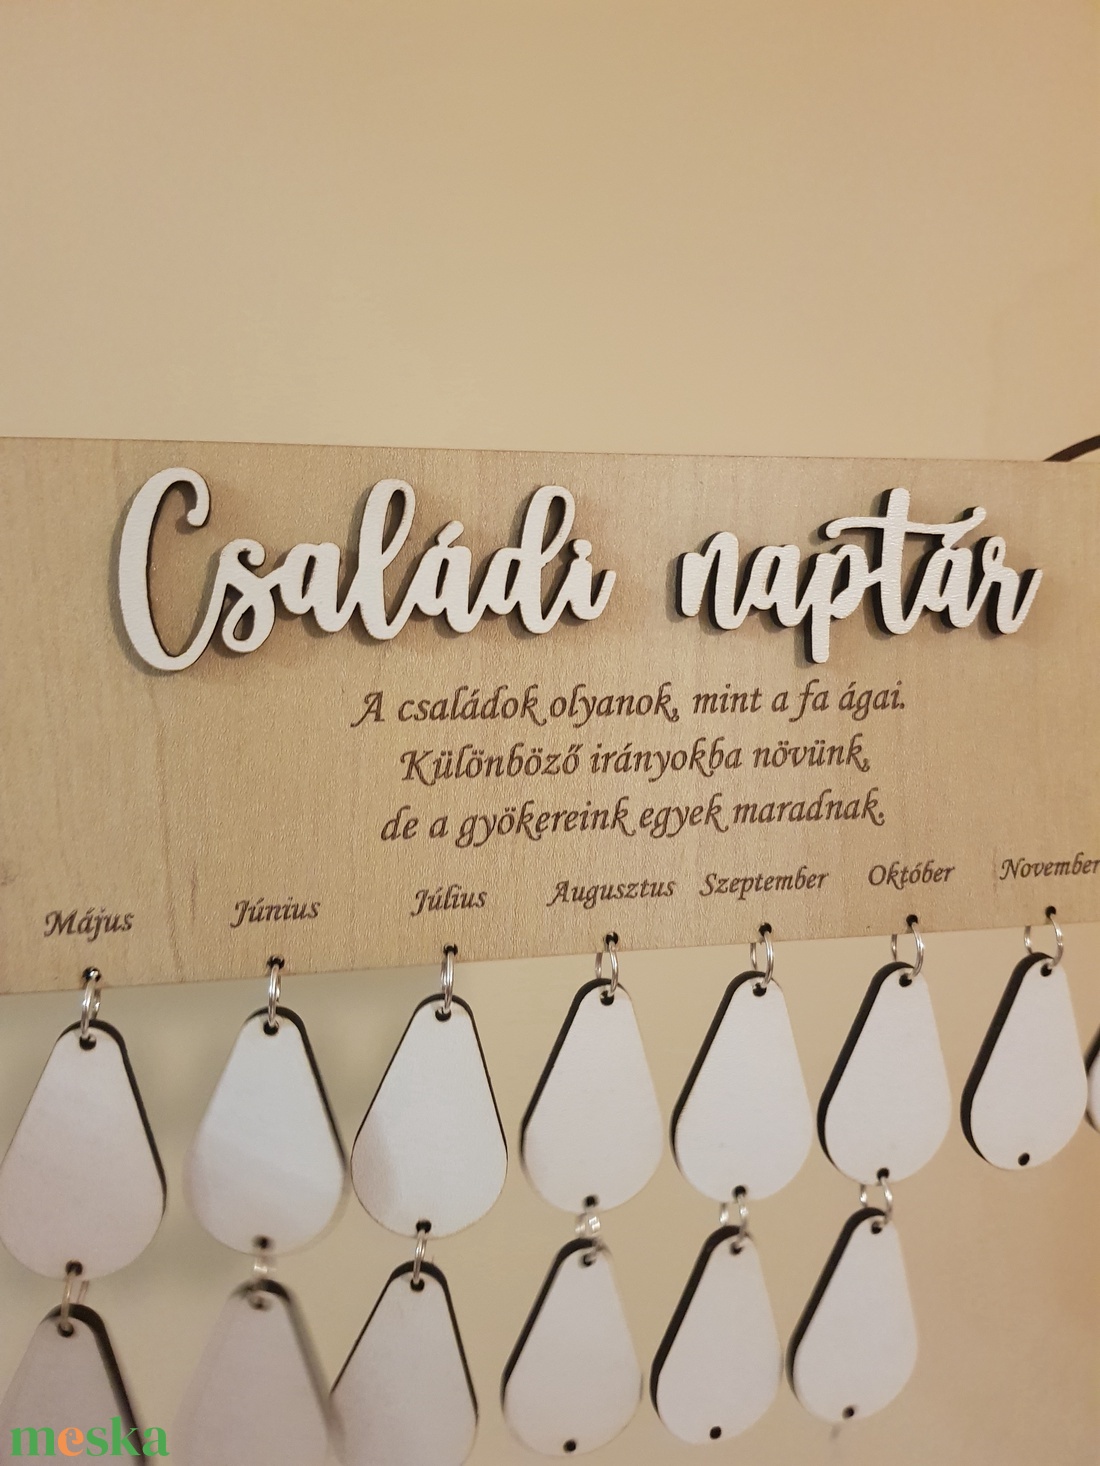 Családi naptár
A családok olyanok, mint a fa ágai.
Különböző irányokba növünk,
de a gyökereink egyek maradnak.
Május Június Július Augusztus Szeptember Október November
meska